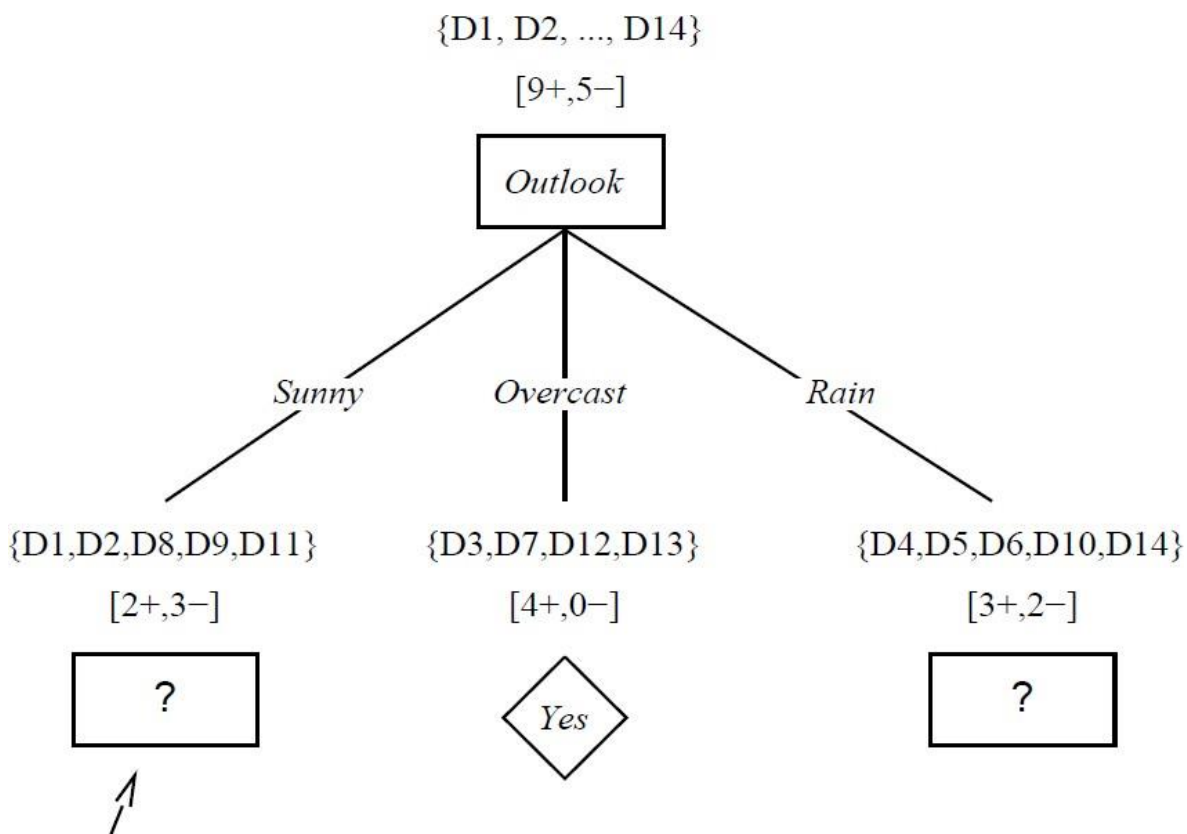 {D1, D2, ..., D14}
[9+,5−]
Outlook
Sunny
Overcast
Rain
{D1,D2,D8,D9,D11}
{D3,D7,D12,D13}
{D4,D5,D6,D10,D14}
[2+,3−]
[4+,0−]
[3+,2−]
?
Yes
?